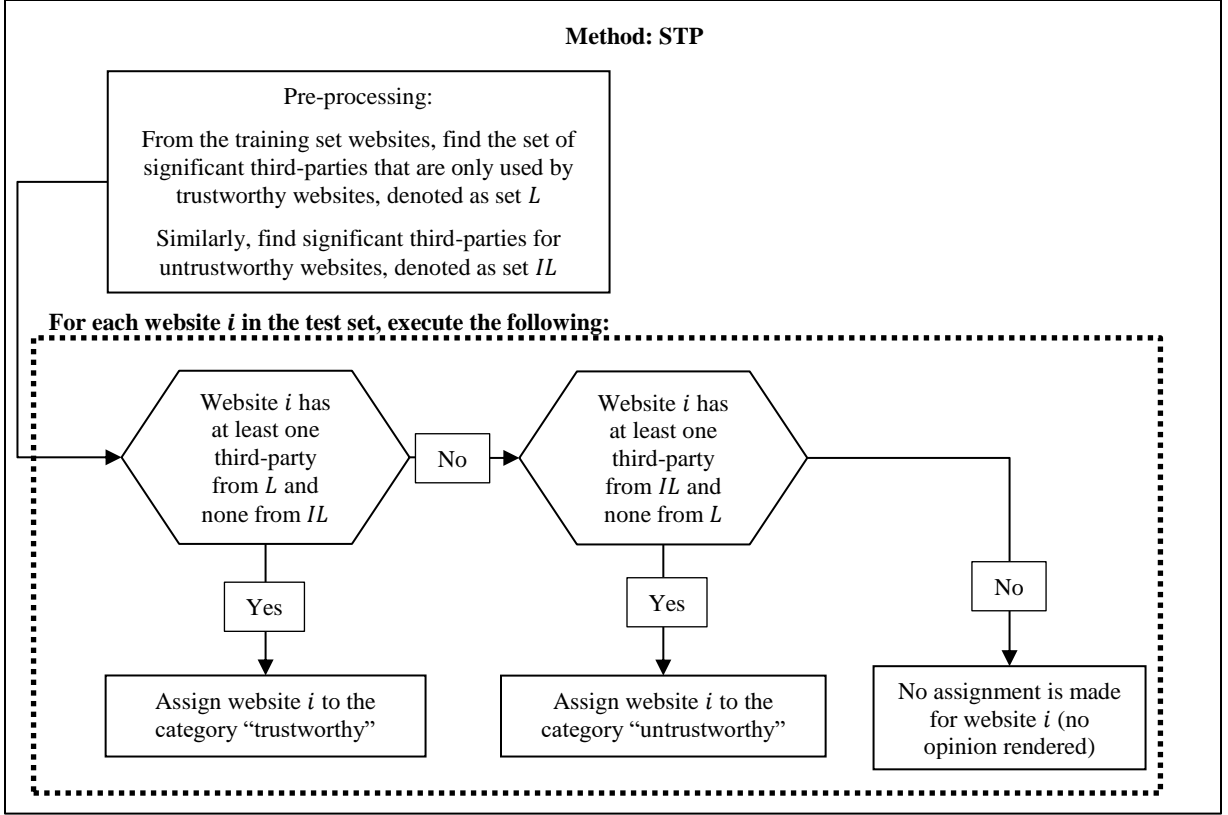 Method: STP
Pre-processing:
From the training set websites, find the set of
significant third-parties that are only used by
trustworthy websites, denoted as set L
Similarly, find significant third-parties for
untrustworthy websites, denoted as set IL
For each website i in the test set, execute the following:
Website i has
at least one
third-party
from L and
none from IL
No
Website i has
at least one
third-party
from IL and
none from L
Yes
Yes
No
Assign website i to the
category “trustworthy”
Assign website i to the
category “untrustworthy”
No assignment is made
for website i (no
opinion rendered)